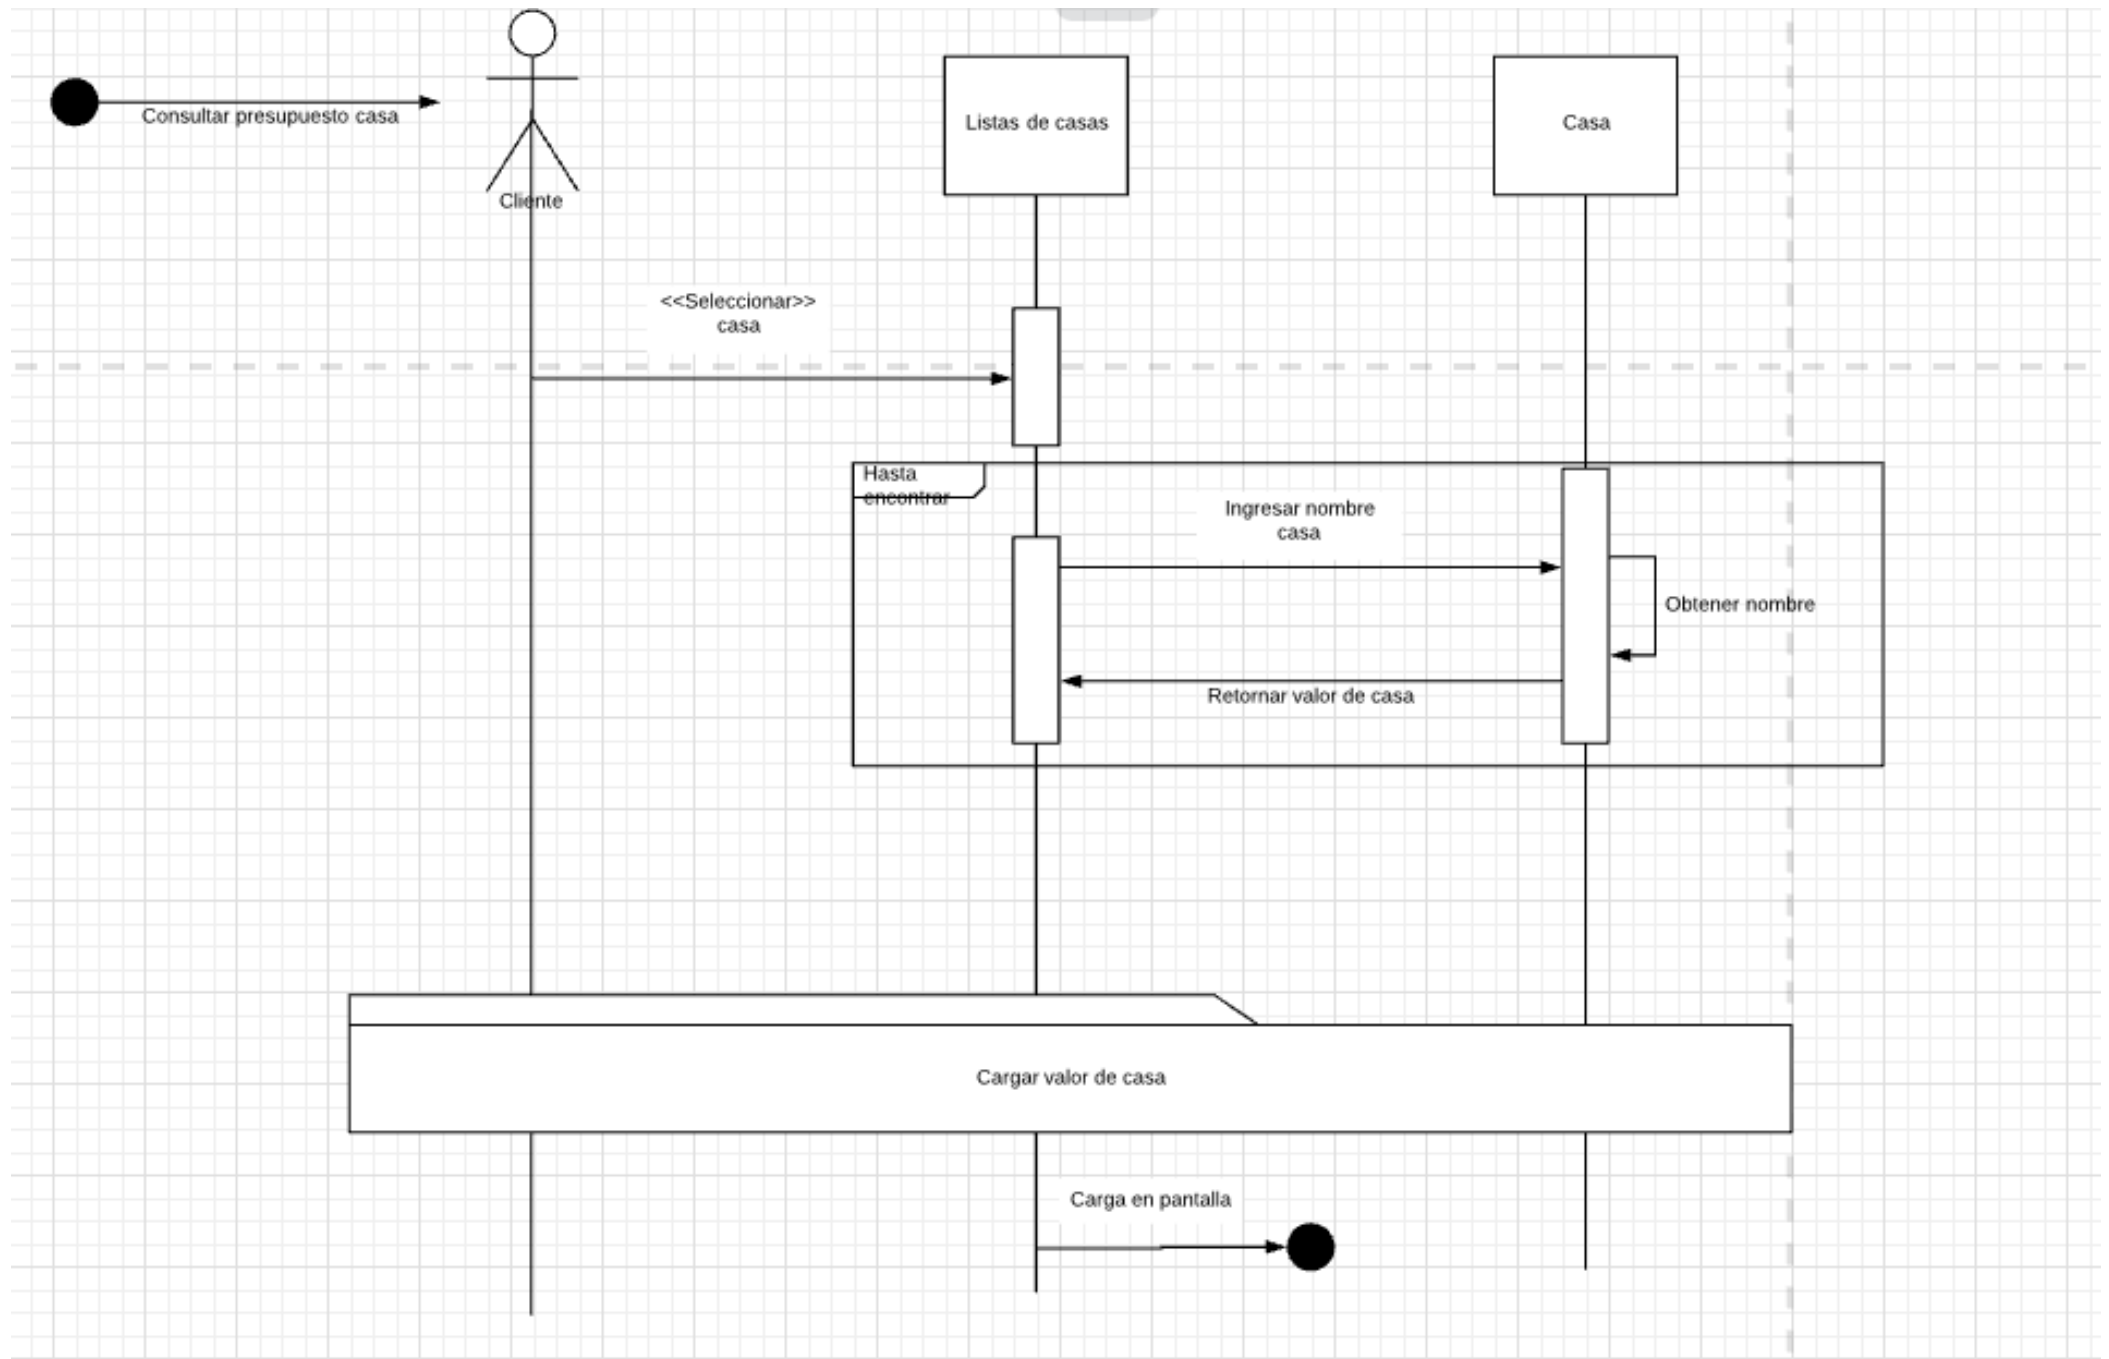 Consultar presupuesto casa
Cliente
Listas de casas
Casa
<<Seleccionar>>
casa
Hasta
encontrar
Ingresar nombre
casa
Obtener nombre
Retornar valor de casa
Cargar valor de casa
Carga en pantalla